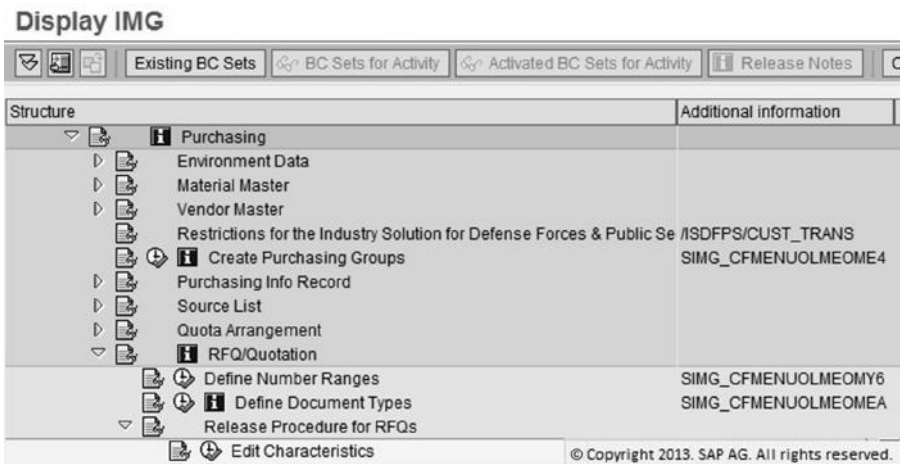 Display IMG
Existing BC Sets BC Sets for Activity Activated BC Sets for Activity Release Notes
Structure Additional information
Purchasing
Environment Data
Material Master
Vendor Master
Restrictions for the Industry Solution for Defense Forces & Public Se /ISDFPS/CUST_TRANS
Create Purchasing Groups SIMG_CFMENUOLMEOME4
Purchasing Info Record
Source List
Quota Arrangement
RFQ/Quotation
Define Number Ranges SIMG_CFMENUOLMEOMY6
Define Document Types SIMG_CFMENUOLMEOMEA
Release Procedure for RFQs
Edit Characteristics © Copyright 2013. SAP AG. All rights reserved.